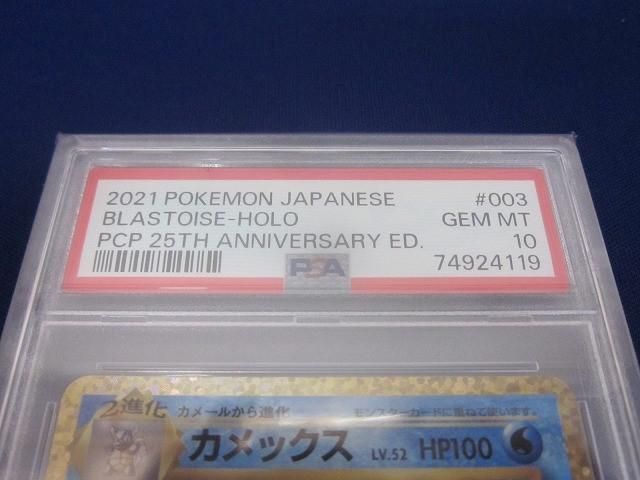 2021 POKEMON JAPANESE #003
BLASTOISE-HOLO GEM MT
PCP 25TH ANNIVERSARY ED. 10
PSA 74924119
2進化 カメールから進化 モンスターカードに重ねて使います。
カメックス LV.52 HP100